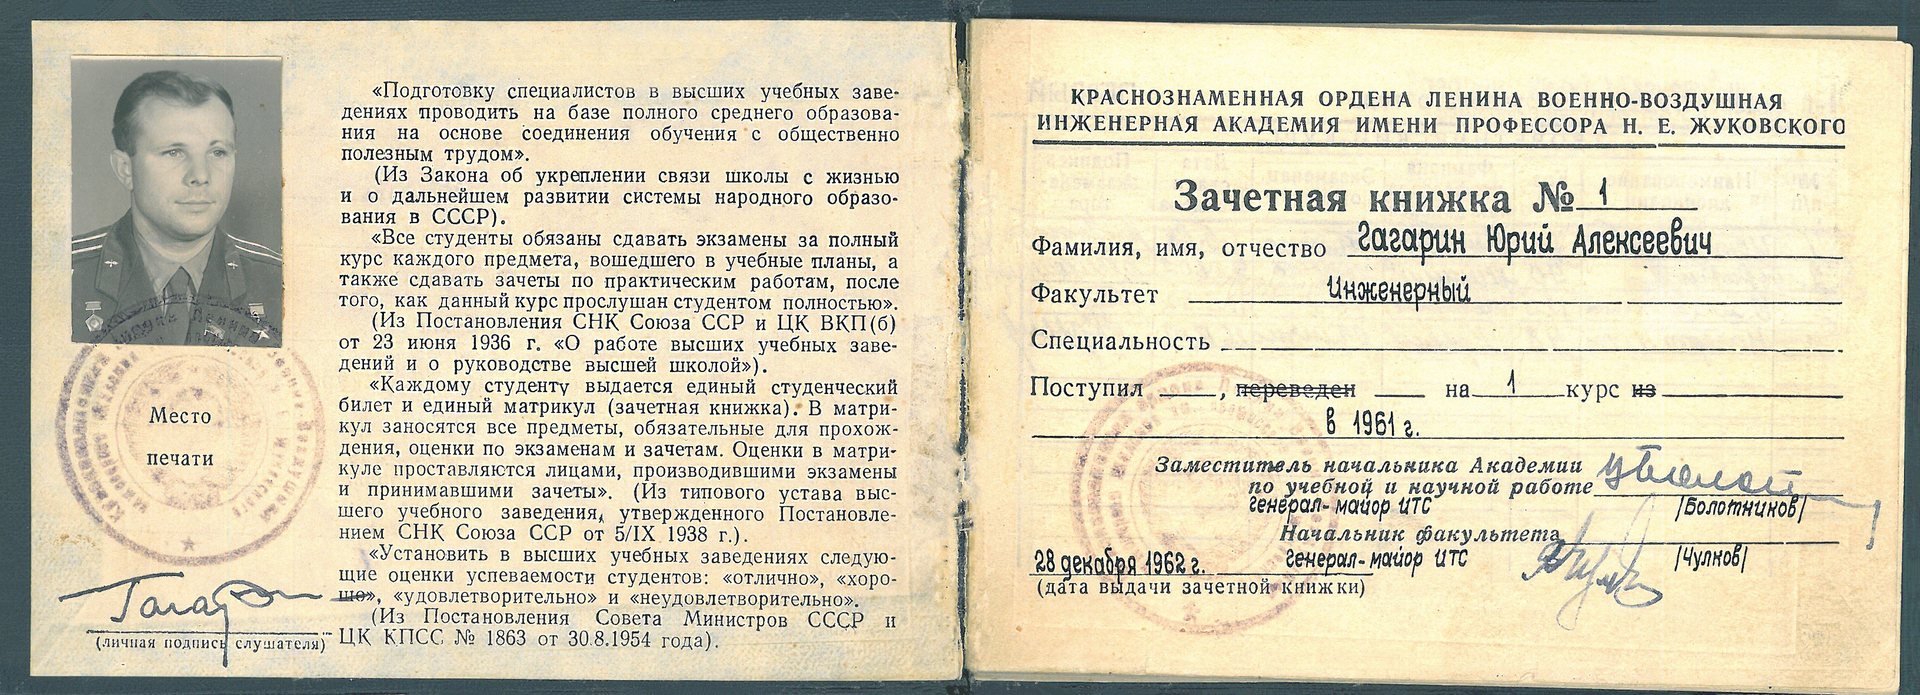 «Подготовку специалистов в высших учебных заве-
дениях проводить на базе полного среднего образова-
ния на основе соединения обучения с общественно
полезным трудом».
(Из Закона об укреплении связи школы с жизнью
и о дальнейшем развитии системы народного образо-
вания в СССР).
«Все студенты обязаны сдавать экзамены за полный
курс каждого предмета, вошедшего в учебные планы, а
также сдавать зачеты по практическим работам, после
того, как данный курс прослушан студентом полностью».
(Из Постановления СНК Союза ССР и ЦК ВКП(б)
от 23 июня 1936 г. «О работе высших учебных заве-
дений и о руководстве высшей школой»).
«Каждому студенту выдается единый студенческий
билет и единый матрикул (зачетная книжка). В матри-
кул заносятся все предметы, обязательные для прохож-
дения, оценки по экзаменам и зачетам. Оценки в матри-
куле проставляются лицами, производившими экзамены
и принимавшими зачеты». (Из типового устава выс-
шего учебного заведения, утвержденного Постановле-
нием СНК Союза ССР от 5/IX 1938 г.).
«Установить в высших учебных заведениях следую-
щие оценки успеваемости студентов: «отлично», «хоро-
шо», «удовлетворительно» и «неудовлетворительно».
(Из Постановления Совета Министров СССР и
ЦК КПСС № 1863 от 30.8.1954 года).
Место
печати
(личная подпись слушателя)
КРАСНОЗНАМЕННАЯ ОРДЕНА ЛЕНИНА ВОЕННО-ВОЗДУШНАЯ
ИНЖЕНЕРНАЯ АКАДЕМИЯ ИМЕНИ ПРОФЕССОРА Н. Е. ЖУКОВСКОГО
Зачетная книжка № 1
Фамилия, имя, отчество Гагарин Юрий Алексеевич
Факультет Инженерный
Специальность
Поступил , переведен на 1 курс из
в 1961 г.
Заместитель начальника Академии
по учебной и научной работе
генерал-майор ИТС /Болотников/
Начальник факультета
28 декабря 1962 г. генерал-майор ИТС /Чулков/
(дата выдачи зачетной книжки)